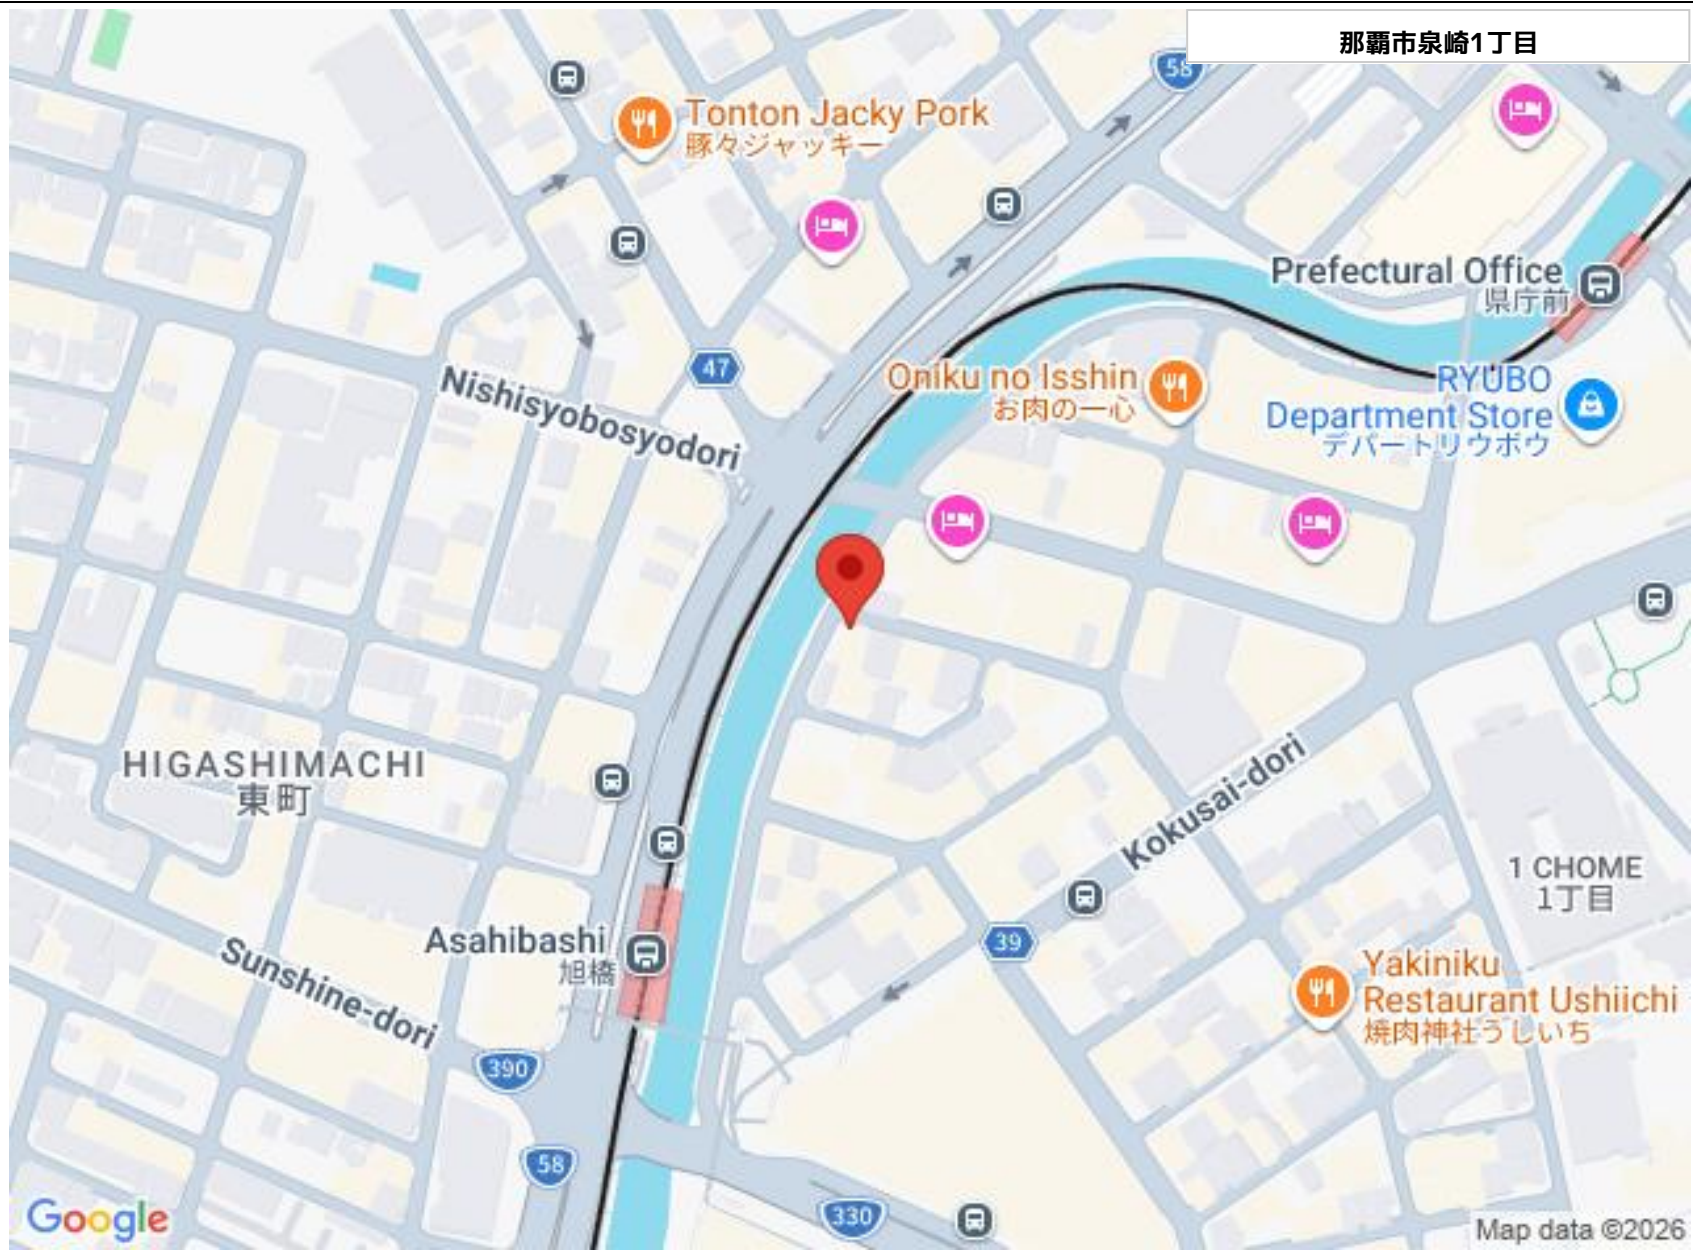 那覇市泉崎1丁目
58
Tonton Jacky Pork
豚々ジャッキー
Prefectural Office
県庁前
47
Nishisyobosyodori
Oniku no Isshin
お肉の一心
RYUBO
Department Store
デパートリウボウ
HIGASHIMACHI
東町
Kokusai-dori
1 CHOME
1丁目
Asahibashi
旭橋
39
Sunshine-dori
Yakiniku
Restaurant Ushiichi
焼肉神社うしいち
390
58
330
Google
Map data ©2026